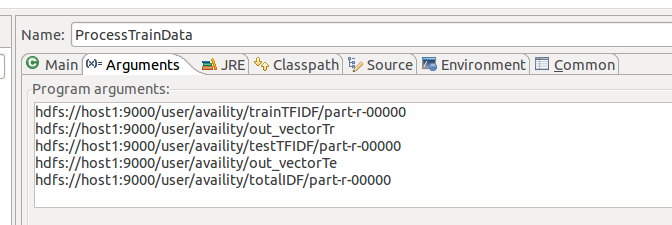 Name: ProcessTrainData
Main (x)= Arguments JRE Classpath Source Environment Common
Program arguments:
hdfs://host1:9000/user/availity/trainTFIDF/part-r-00000
hdfs://host1:9000/user/availity/out_vectorTr
hdfs://host1:9000/user/availity/testTFIDF/part-r-00000
hdfs://host1:9000/user/availity/out_vectorTe
hdfs://host1:9000/user/availity/totalIDF/part-r-00000